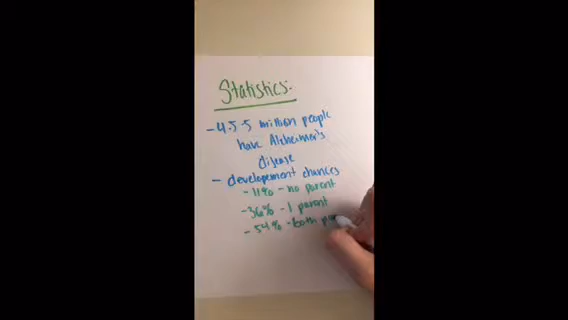 Statistics:
- 4.5-5 million people
have Alzheimer's
disease
- developement chances
- 11% - no parent
- 36% - 1 parent
- 54% - both